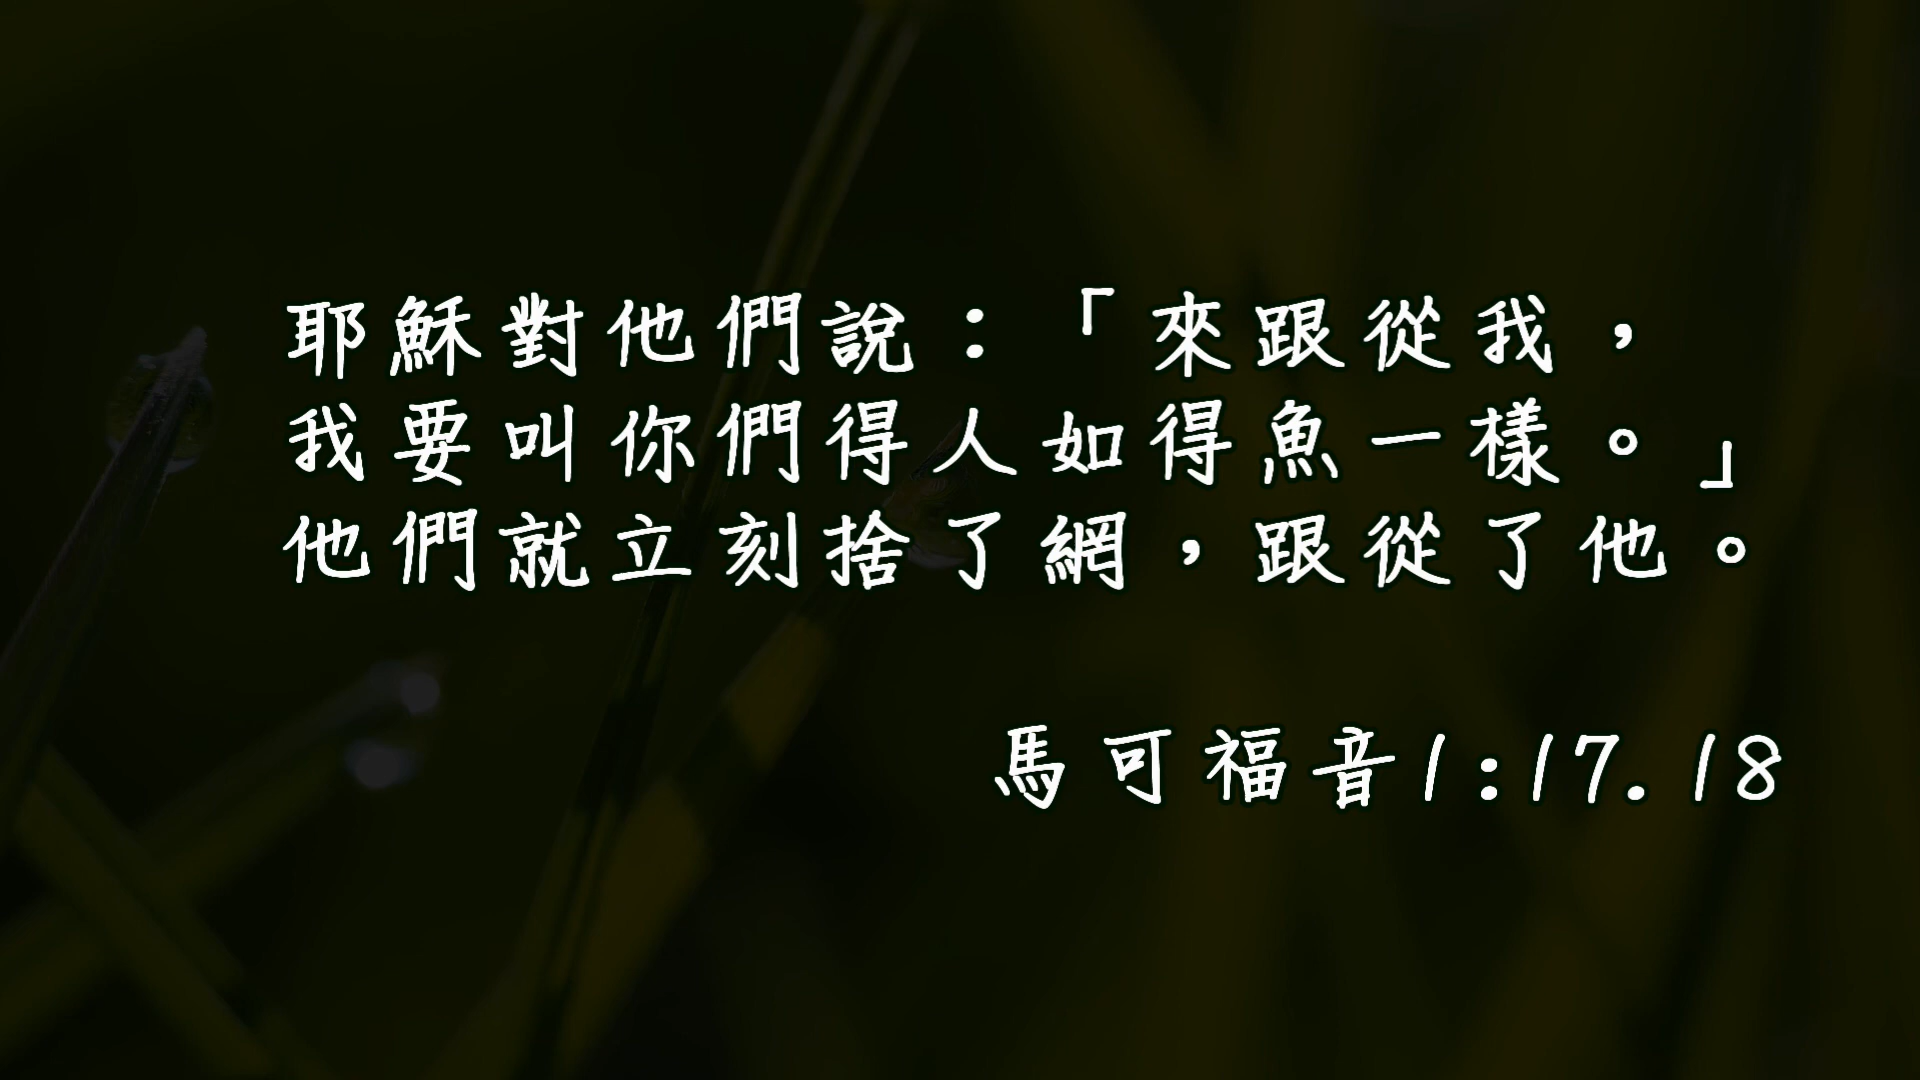 耶穌對他們說：「來跟從我，
我要叫你們得人如得魚一樣。」
他們就立刻捨了網，跟從了他。
馬可福音1:17.18